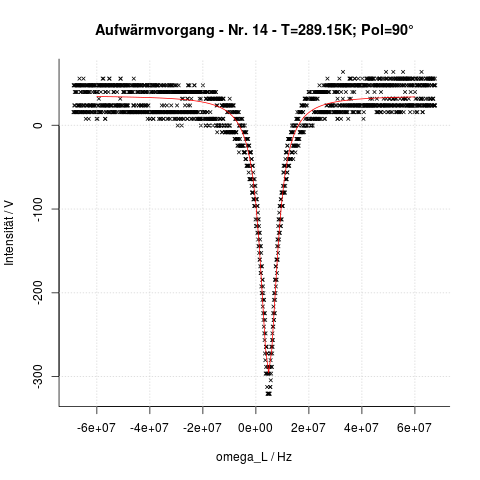 Aufwärmvorgang - Nr. 14 - T=289.15K; Pol=90°
Intensität / V
0
-100
-200
-300
-6e+07 -4e+07 -2e+07 0e+00 2e+07 4e+07 6e+07
omega_L / Hz